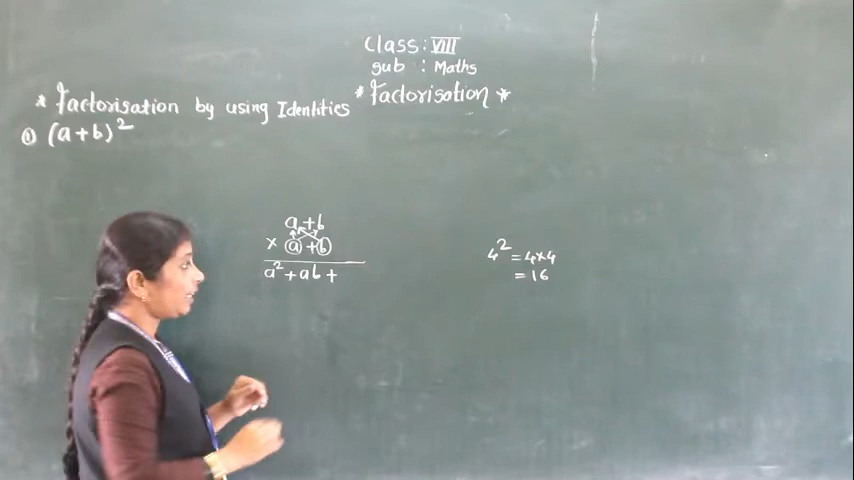 Class: VIII
sub : Maths
* Factorisation *
* Factorisation by using Identities
① (a+b)²
a+b
× a+b
a²+ab+
4² = 4×4
= 16